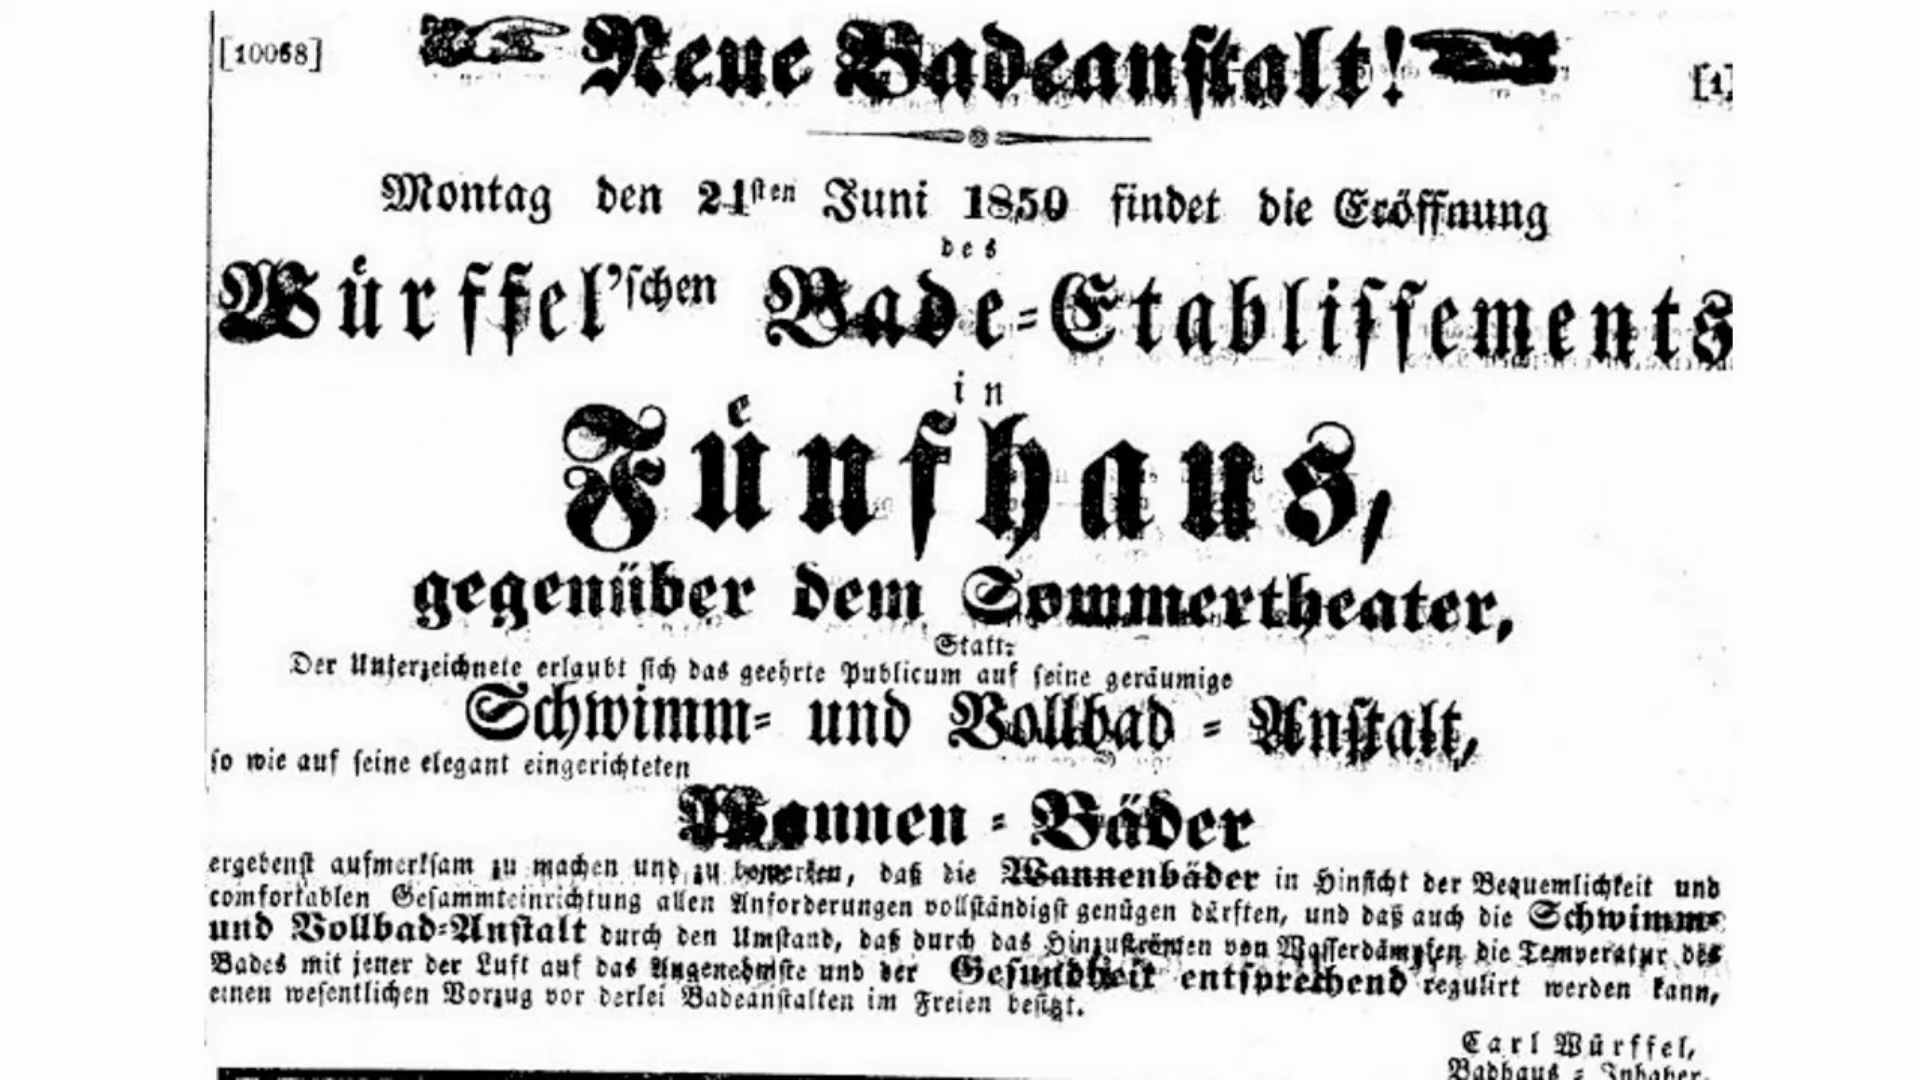 [10068] Neue Badeanstalt! [1]
Montag den 21sten Juni 1850 findet die Eröffnung
des
Würffel'schen Bade-Etablissements
in
Fünfhaus,
gegenüber dem Sommertheater,
Statt:
Der Unterzeichnete erlaubt sich das geehrte Publicum auf seine geräumige
Schwimm- und Vollbad-Anstalt,
so wie auf seine elegant eingerichteten
Wannen-Bäder
ergebenst aufmerksam zu machen und zu bemerken, daß die Wannenbäder in Hinsicht der Bequemlichkeit und
comfortablen Gesammteinrichtung allen Anforderungen vollständigst genügen dürften, und daß auch die Schwimm-
und Vollbad-Anstalt durch den Umstand, daß durch das Hinzuströmen von Wasserdämpfen die Temperatur des
Bades mit jener der Luft auf das Angenehmste und der Gesundheit entsprechend regulirt werden kann,
einen wesentlichen Vorzug vor derlei Badeanstalten im Freien besitzt.
Carl Würffel,
Badhaus-Inhaber.